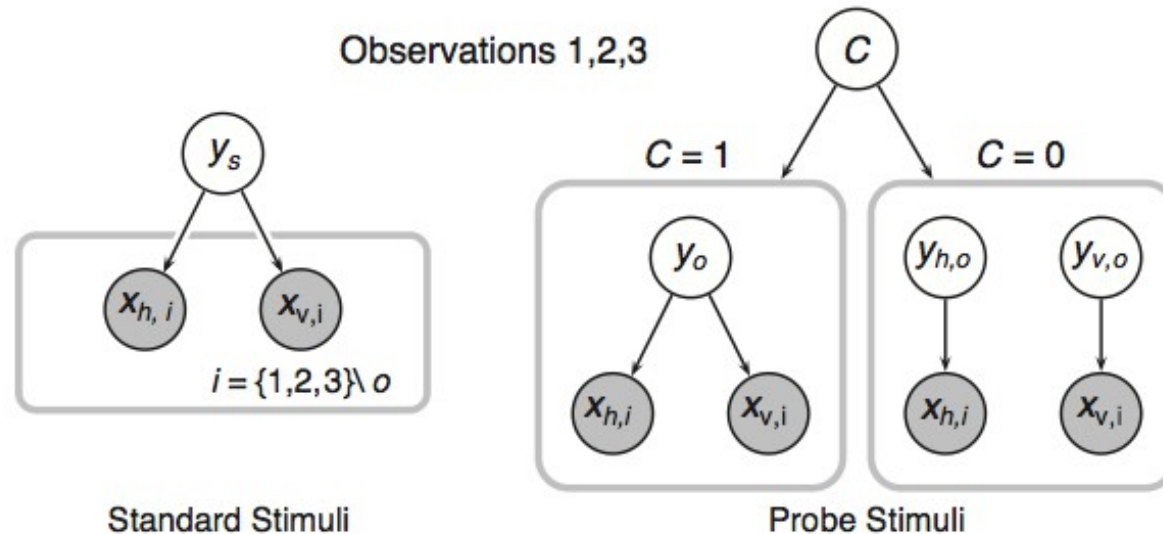 Observations 1,2,3
C
y_s
C = 1
C = 0
y_o
y_{h,o}
y_{v,o}
x_{h, i}
x_{v,i}
i = {1,2,3}\ o
x_{h,i}
x_{v,i}
x_{h,i}
x_{v,i}
Standard Stimuli
Probe Stimuli